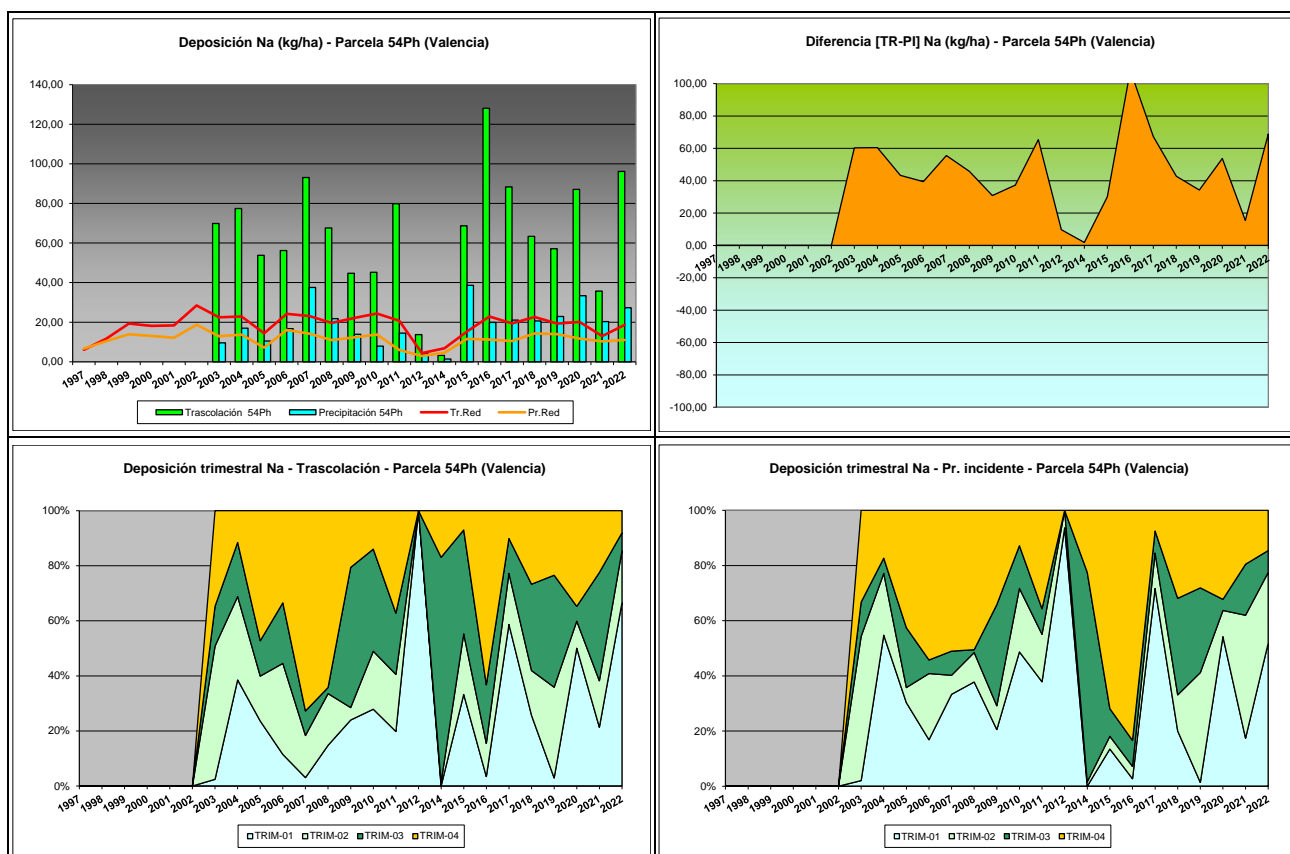 Deposición Na (kg/ha) - Parcela 54Ph (Valencia)
140,00
120,00
100,00
80,00
60,00
40,00
20,00
0,00
1997 1998 1999 2000 2001 2002 2003 2004 2005 2006 2007 2008 2009 2010 2011 2012 2014 2015 2016 2017 2018 2019 2020 2021 2022
Trascolación 54Ph Precipitación 54Ph Tr.Red Pr.Red
Diferencia [TR-PI] Na (kg/ha) - Parcela 54Ph (Valencia)
100,00
80,00
60,00
40,00
20,00
0,00
1997 1998 1999 2000 2001 2002 2003 2004 2005 2006 2007 2008 2009 2010 2011 2012 2014 2015 2016 2017 2018 2019 2020 2021 2022
-20,00
-40,00
-60,00
-80,00
-100,00
Deposición trimestral Na - Trascolación - Parcela 54Ph (Valencia)
100%
80%
60%
40%
20%
0%
1997 1998 1999 2000 2001 2002 2003 2004 2005 2006 2007 2008 2009 2010 2011 2012 2014 2015 2016 2017 2018 2019 2020 2021 2022
TRIM-01 TRIM-02 TRIM-03 TRIM-04
Deposición trimestral Na - Pr. incidente - Parcela 54Ph (Valencia)
100%
80%
60%
40%
20%
0%
1997 1998 1999 2000 2001 2002 2003 2004 2005 2006 2007 2008 2009 2010 2011 2012 2014 2015 2016 2017 2018 2019 2020 2021 2022
TRIM-01 TRIM-02 TRIM-03 TRIM-04